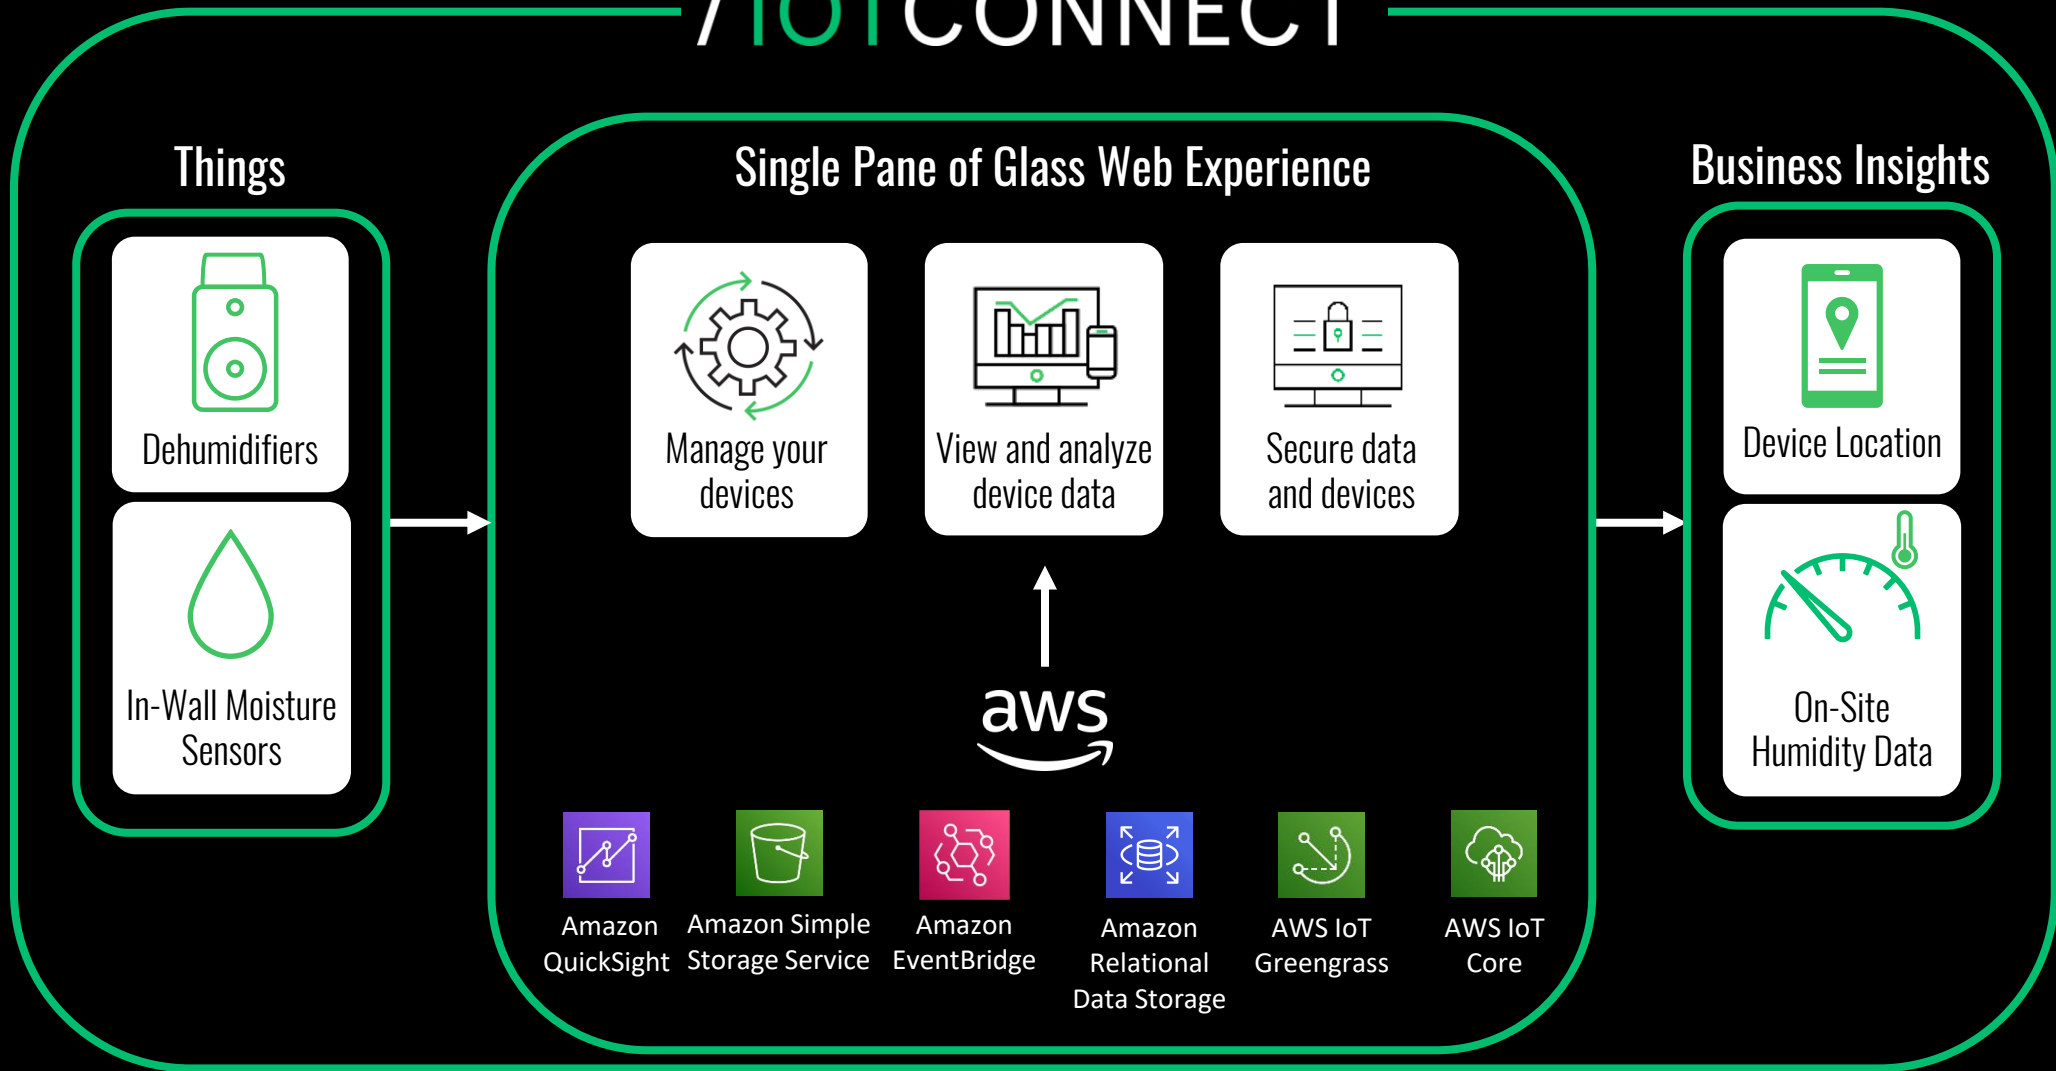 /IOTCONNECT
Things
Single Pane of Glass Web Experience
Business Insights
Dehumidifiers
In-Wall Moisture
Sensors
Manage your
devices
View and analyze
device data
Secure data
and devices
Device Location
On-Site
Humidity Data
aws
Amazon
QuickSight
Amazon Simple
Storage Service
Amazon
EventBridge
Amazon
Relational
Data Storage
AWS IoT
Greengrass
AWS IoT
Core